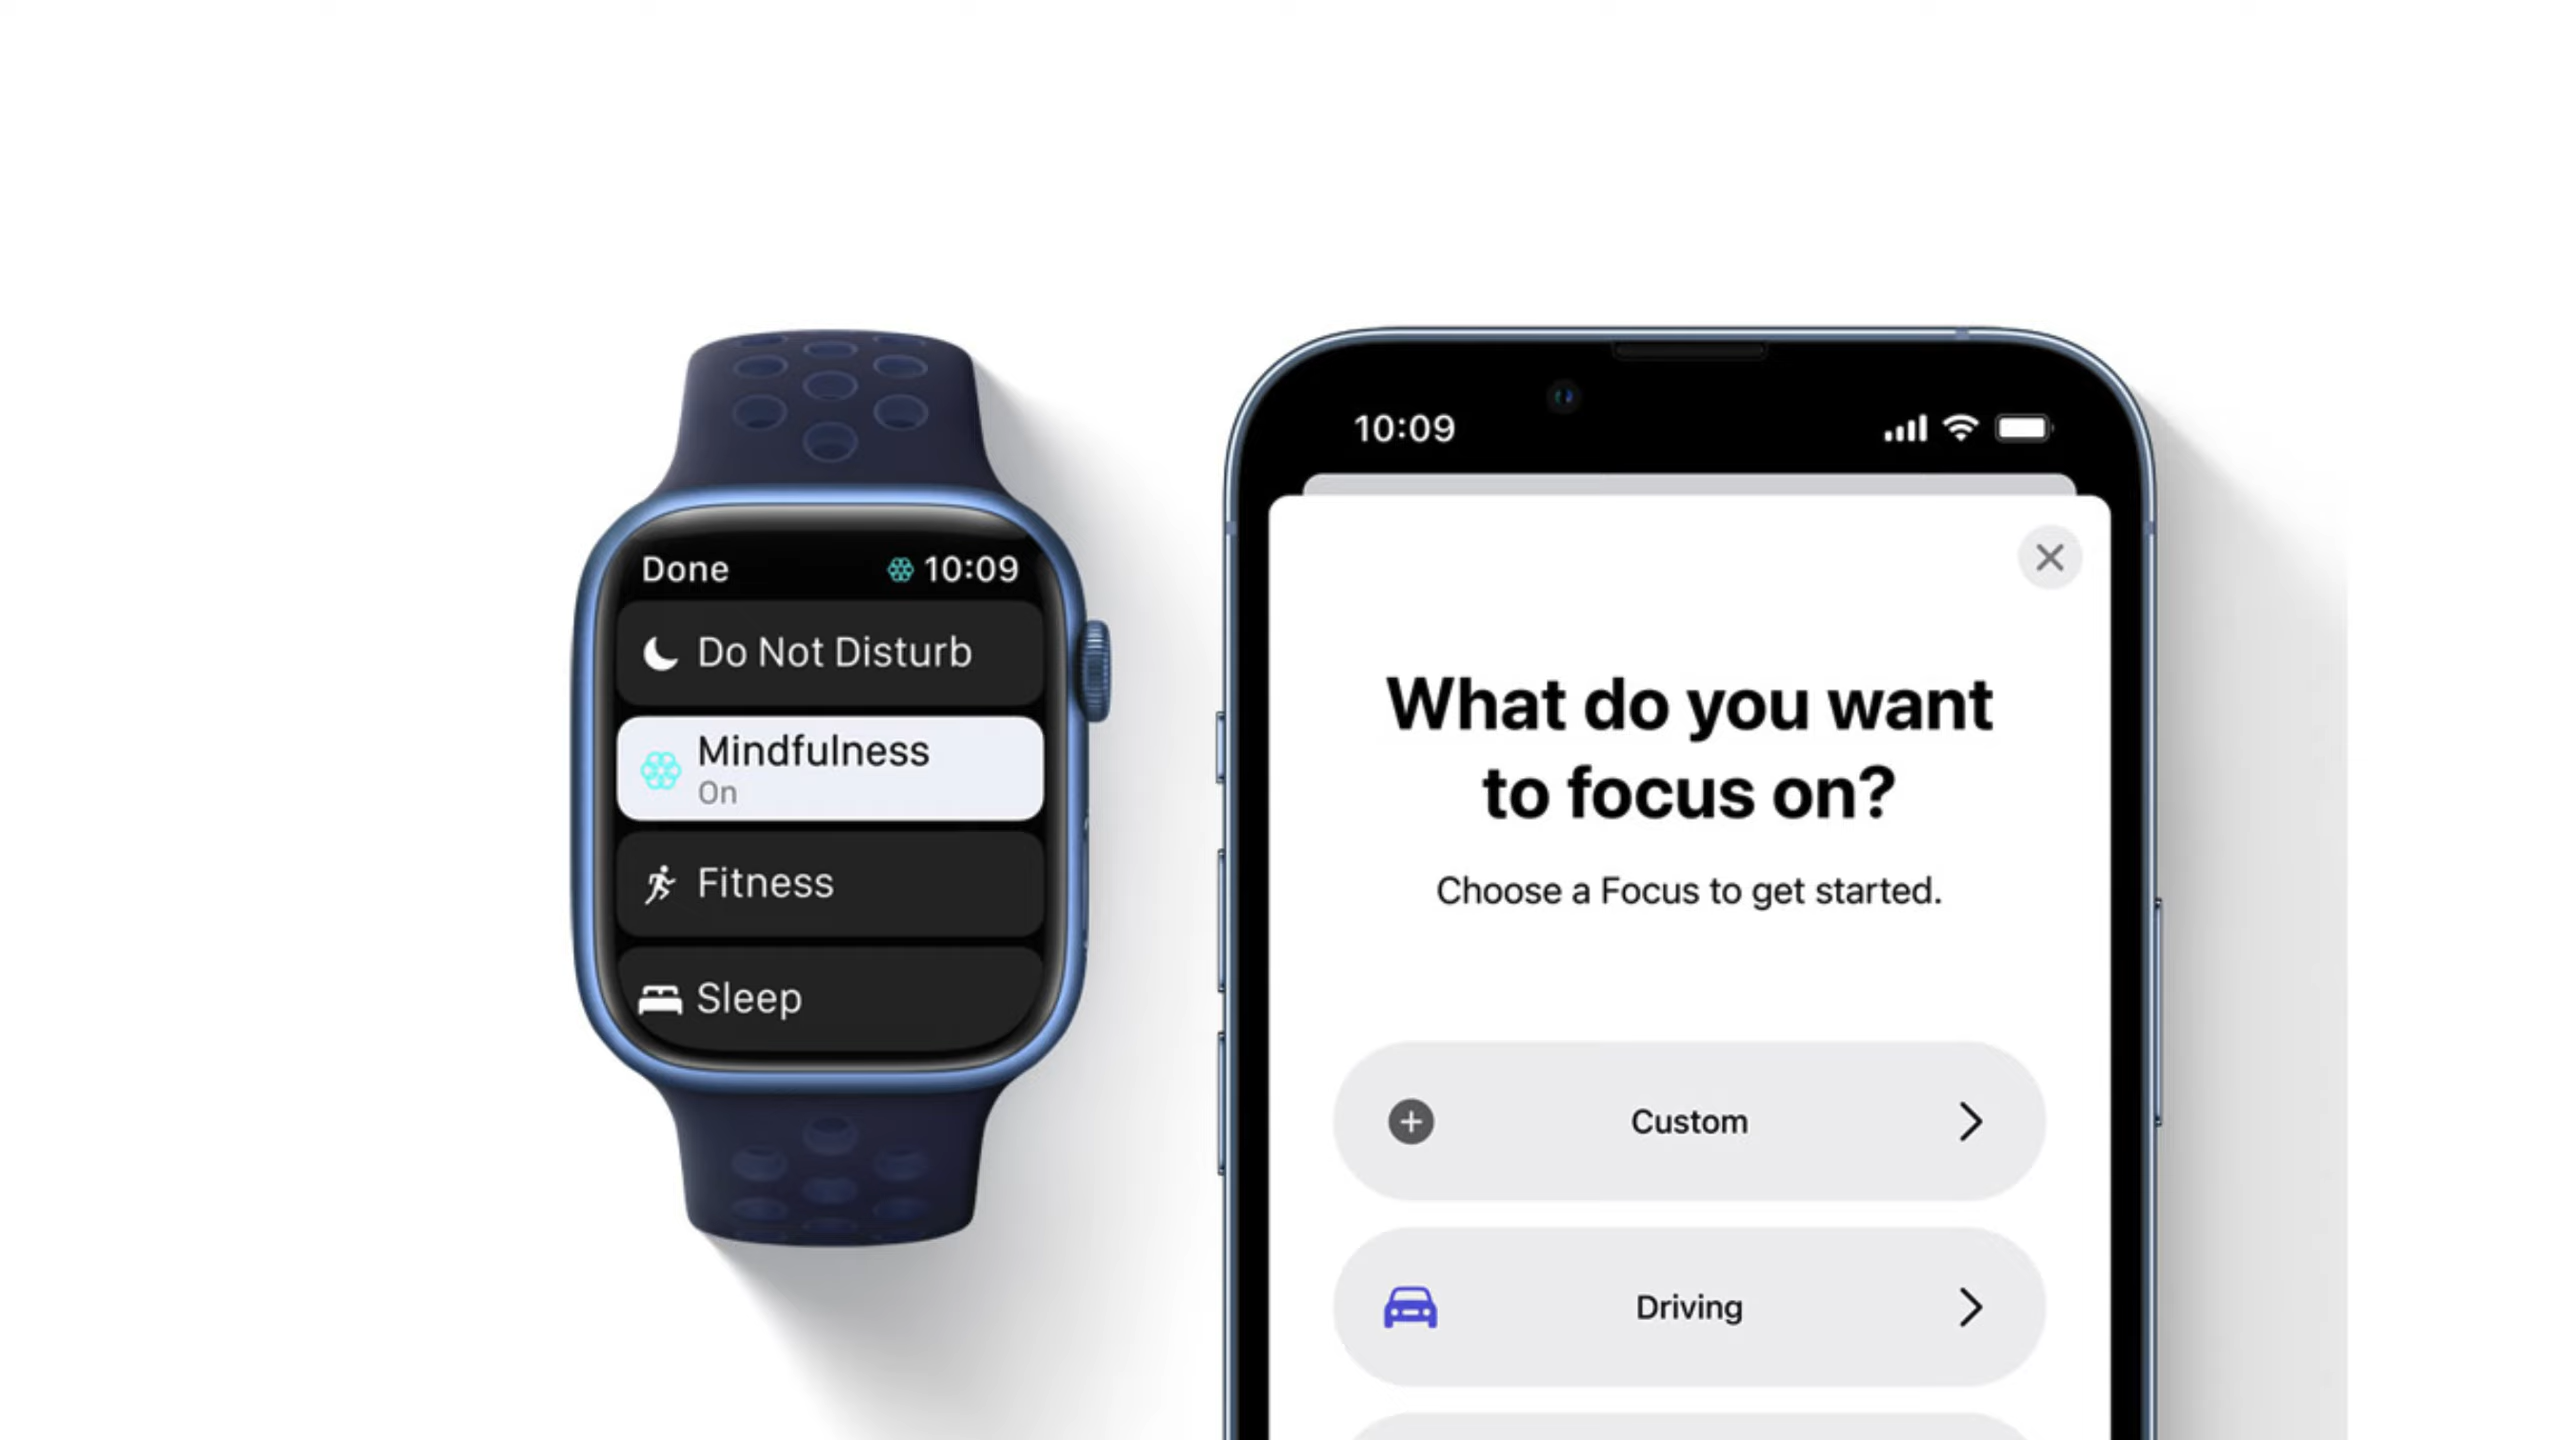 Done
10:09
Do Not Disturb
Mindfulness
On
Fitness
Sleep
10:09
What do you want
to focus on?
Choose a Focus to get started.
Custom
Driving